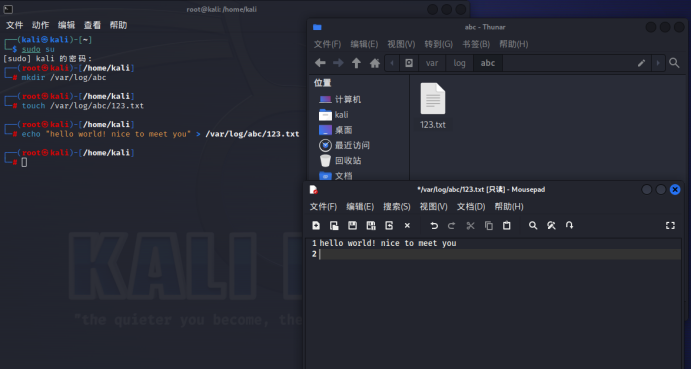 root@kali: /home/kali
文件 动作 编辑 查看 帮助
┌──(kali㉿kali)-[~]
└─$ sudo su
[sudo] kali 的密码：
┌──(root㉿kali)-[/home/kali]
└─# mkdir /var/log/abc
┌──(root㉿kali)-[/home/kali]
└─# touch /var/log/abc/123.txt
┌──(root㉿kali)-[/home/kali]
└─# echo "hello world! nice to meet you" > /var/log/abc/123.txt
┌──(root㉿kali)-[/home/kali]
└─#
KALI
"the quieter you become, the
abc - Thunar
文件(F) 编辑(E) 视图(V) 转到(G) 书签(B) 帮助(H)
var log abc
位置
计算机
kali
桌面
最近访问
回收站
文档
123.txt
*/var/log/abc/123.txt [只读] - Mousepad
文件(F) 编辑(E) 搜索(S) 视图(V) 文档(D) 帮助(H)
1 hello world! nice to meet you
2